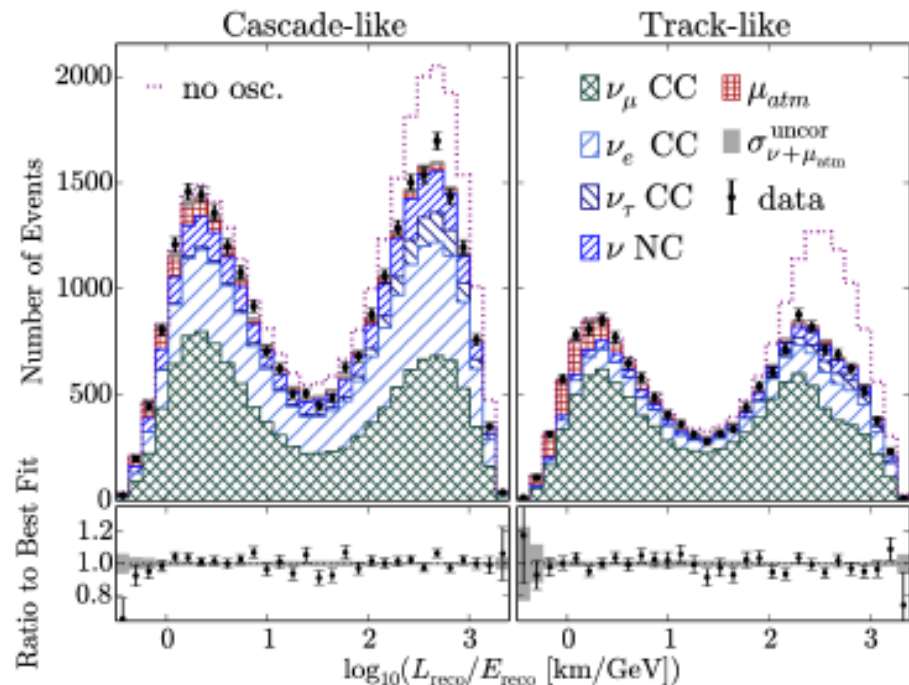 Cascade-like
Track-like
Number of Events
2000
1500
1000
500
0
no osc.
ν_μ CC
ν_e CC
ν_τ CC
ν NC
μ_atm
σ^uncor_ν+μ_atm
data
Ratio to Best Fit
1.2
1.0
0.8
0 1 2 3
0 1 2 3
log₁₀(L_reco/E_reco [km/GeV])